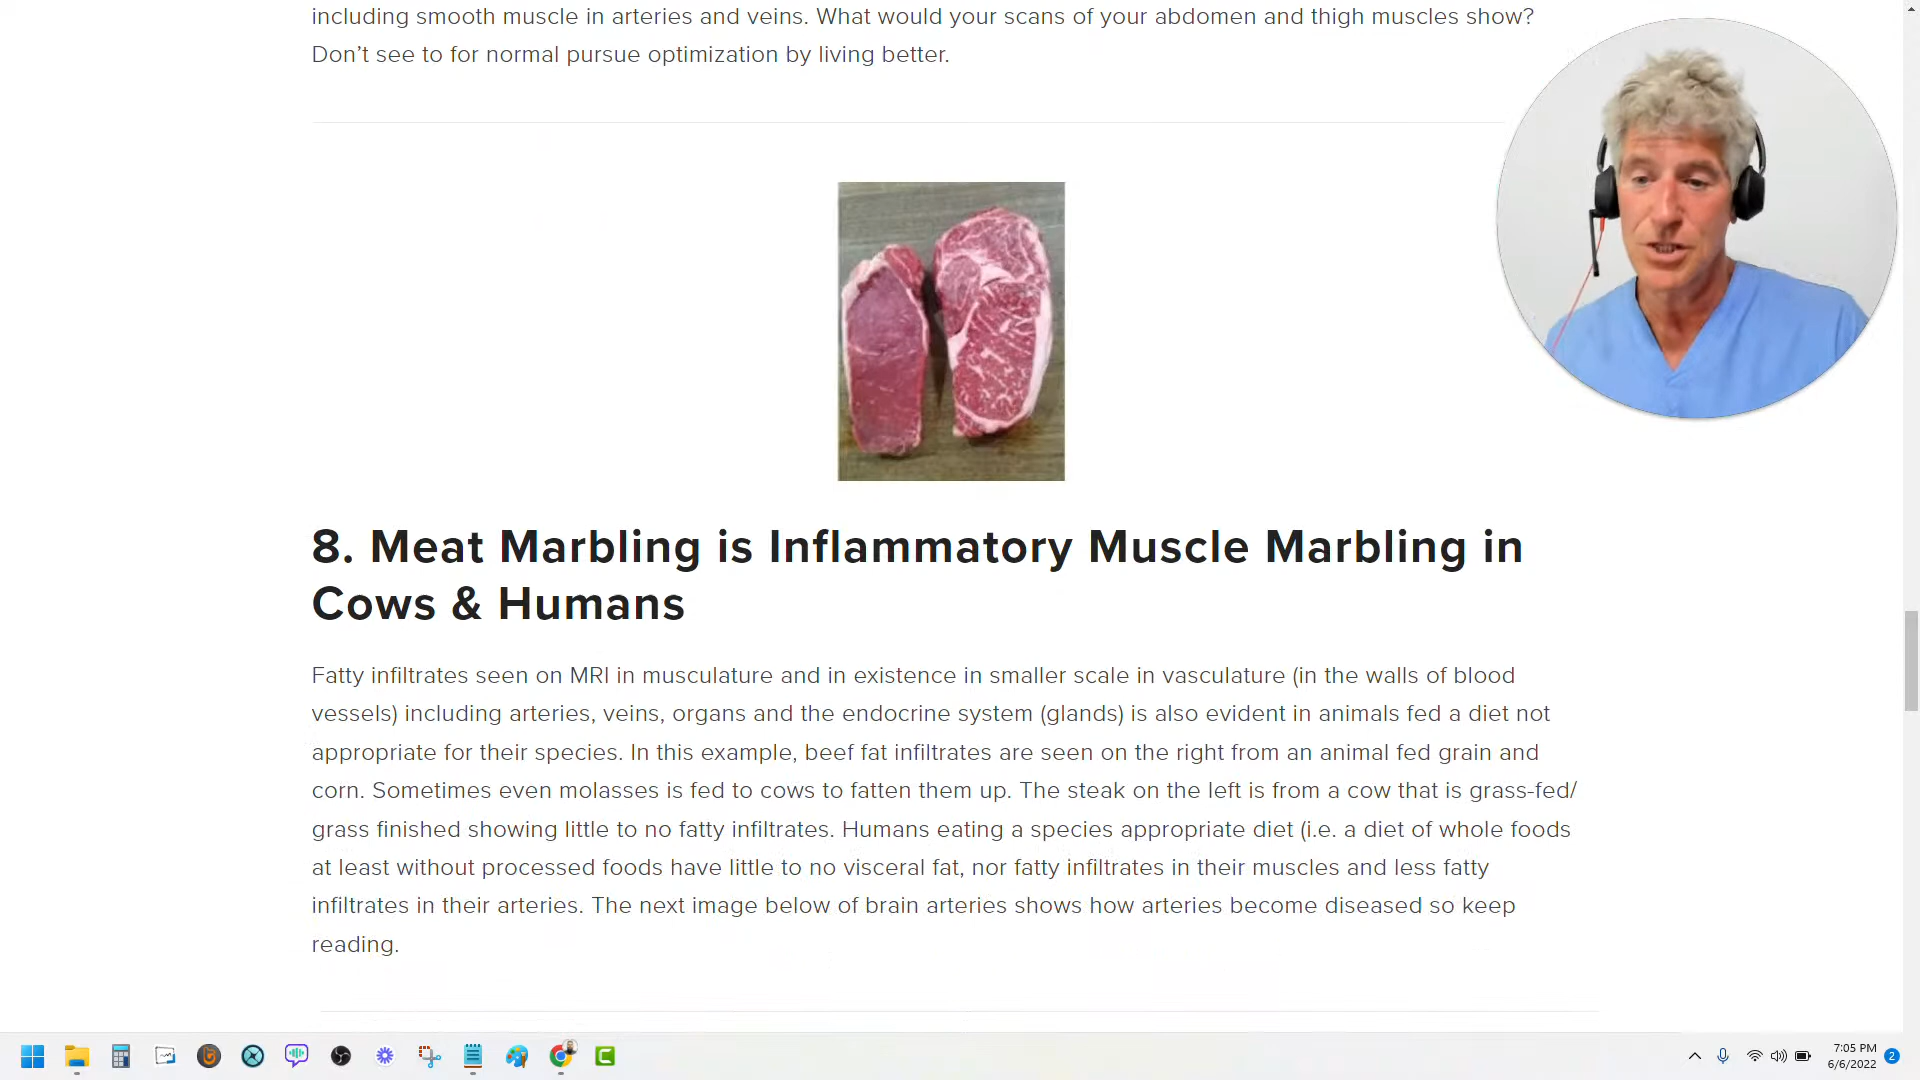 including smooth muscle in arteries and veins. What would your scans of your abdomen and thigh muscles show?
Don’t see to for normal pursue optimization by living better.
8. Meat Marbling is Inflammatory Muscle Marbling in
Cows & Humans
Fatty infiltrates seen on MRI in musculature and in existence in smaller scale in vasculature (in the walls of blood
vessels) including arteries, veins, organs and the endocrine system (glands) is also evident in animals fed a diet not
appropriate for their species. In this example, beef fat infiltrates are seen on the right from an animal fed grain and
corn. Sometimes even molasses is fed to cows to fatten them up. The steak on the left is from a cow that is grass-fed/
grass finished showing little to no fatty infiltrates. Humans eating a species appropriate diet (i.e. a diet of whole foods
at least without processed foods have little to no visceral fat, nor fatty infiltrates in their muscles and less fatty
infiltrates in their arteries. The next image below of brain arteries shows how arteries become diseased so keep
reading.
7:05 PM
6/6/2022
2